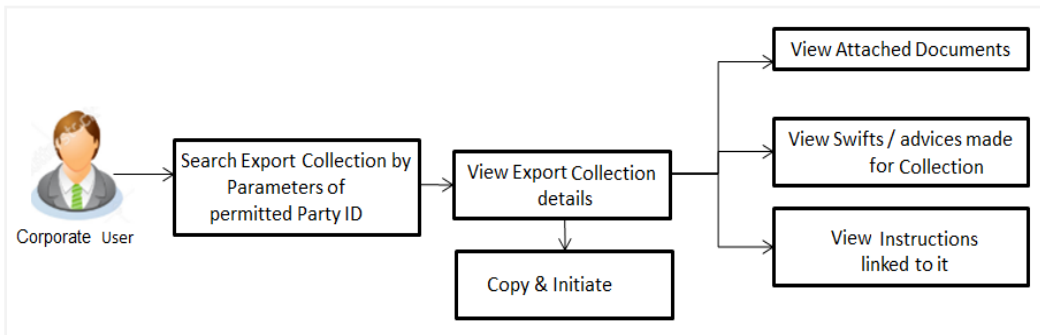 Corporate User
Search Export Collection by
Parameters of
permitted Party ID
View Export Collection
details
Copy & Initiate
View Attached Documents
View Swifts / advices made
for Collection
View Instructions
linked to it